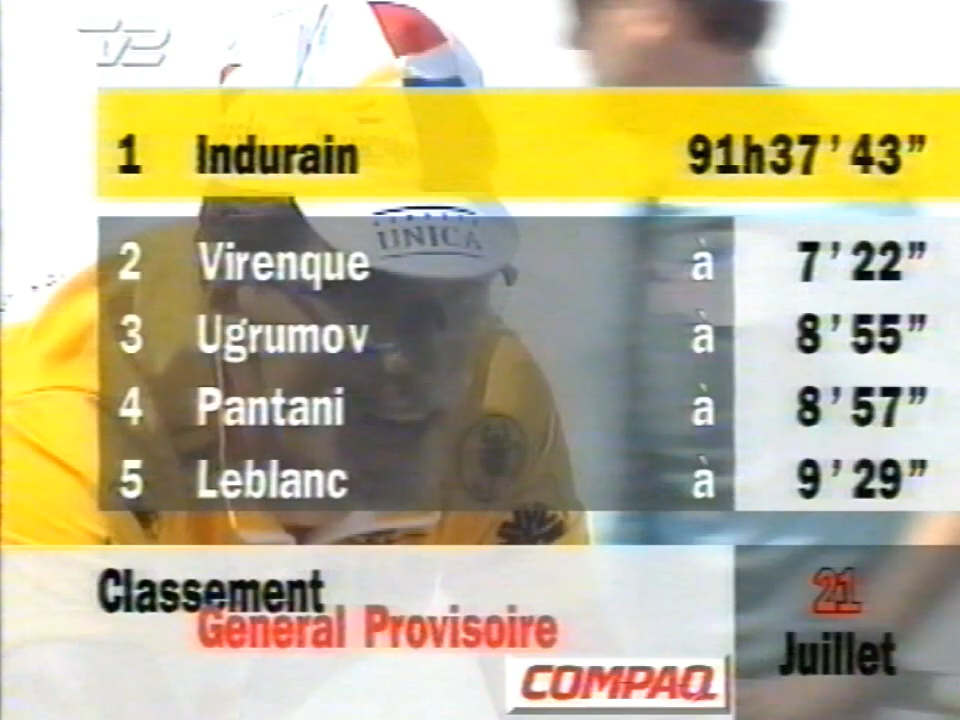 TV2
1 Indurain 91h37'43"
UNICA
2 Virenque à 7'22"
3 Ugrumov à 8'55"
4 Pantani à 8'57"
5 Leblanc à 9'29"
Classement
General Provisoire
21
Juillet
COMPAQ